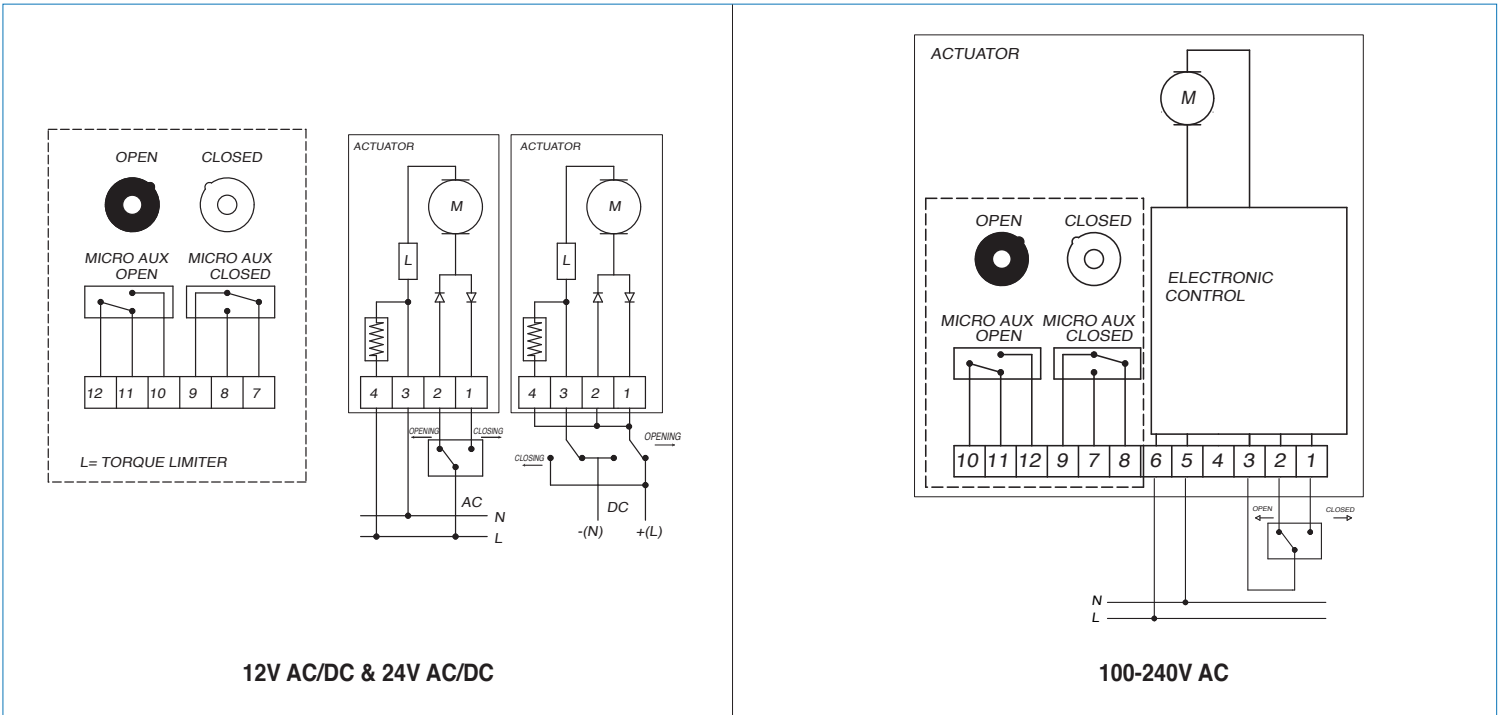 OPEN CLOSED
MICRO AUX OPEN
MICRO AUX CLOSED
12 11 10 9 8 7
L= TORQUE LIMITER
ACTUATOR
M
L
4 3 2 1
OPENING CLOSING
AC
N
L
ACTUATOR
M
L
4 3 2 1
OPENING
CLOSING
DC
-(N) +(L)
12V AC/DC & 24V AC/DC
ACTUATOR
M
OPEN CLOSED
ELECTRONIC
CONTROL
MICRO AUX OPEN
MICRO AUX CLOSED
10 11 12 9 7 8 6 5 4 3 2 1
OPEN CLOSED
N
L
100-240V AC